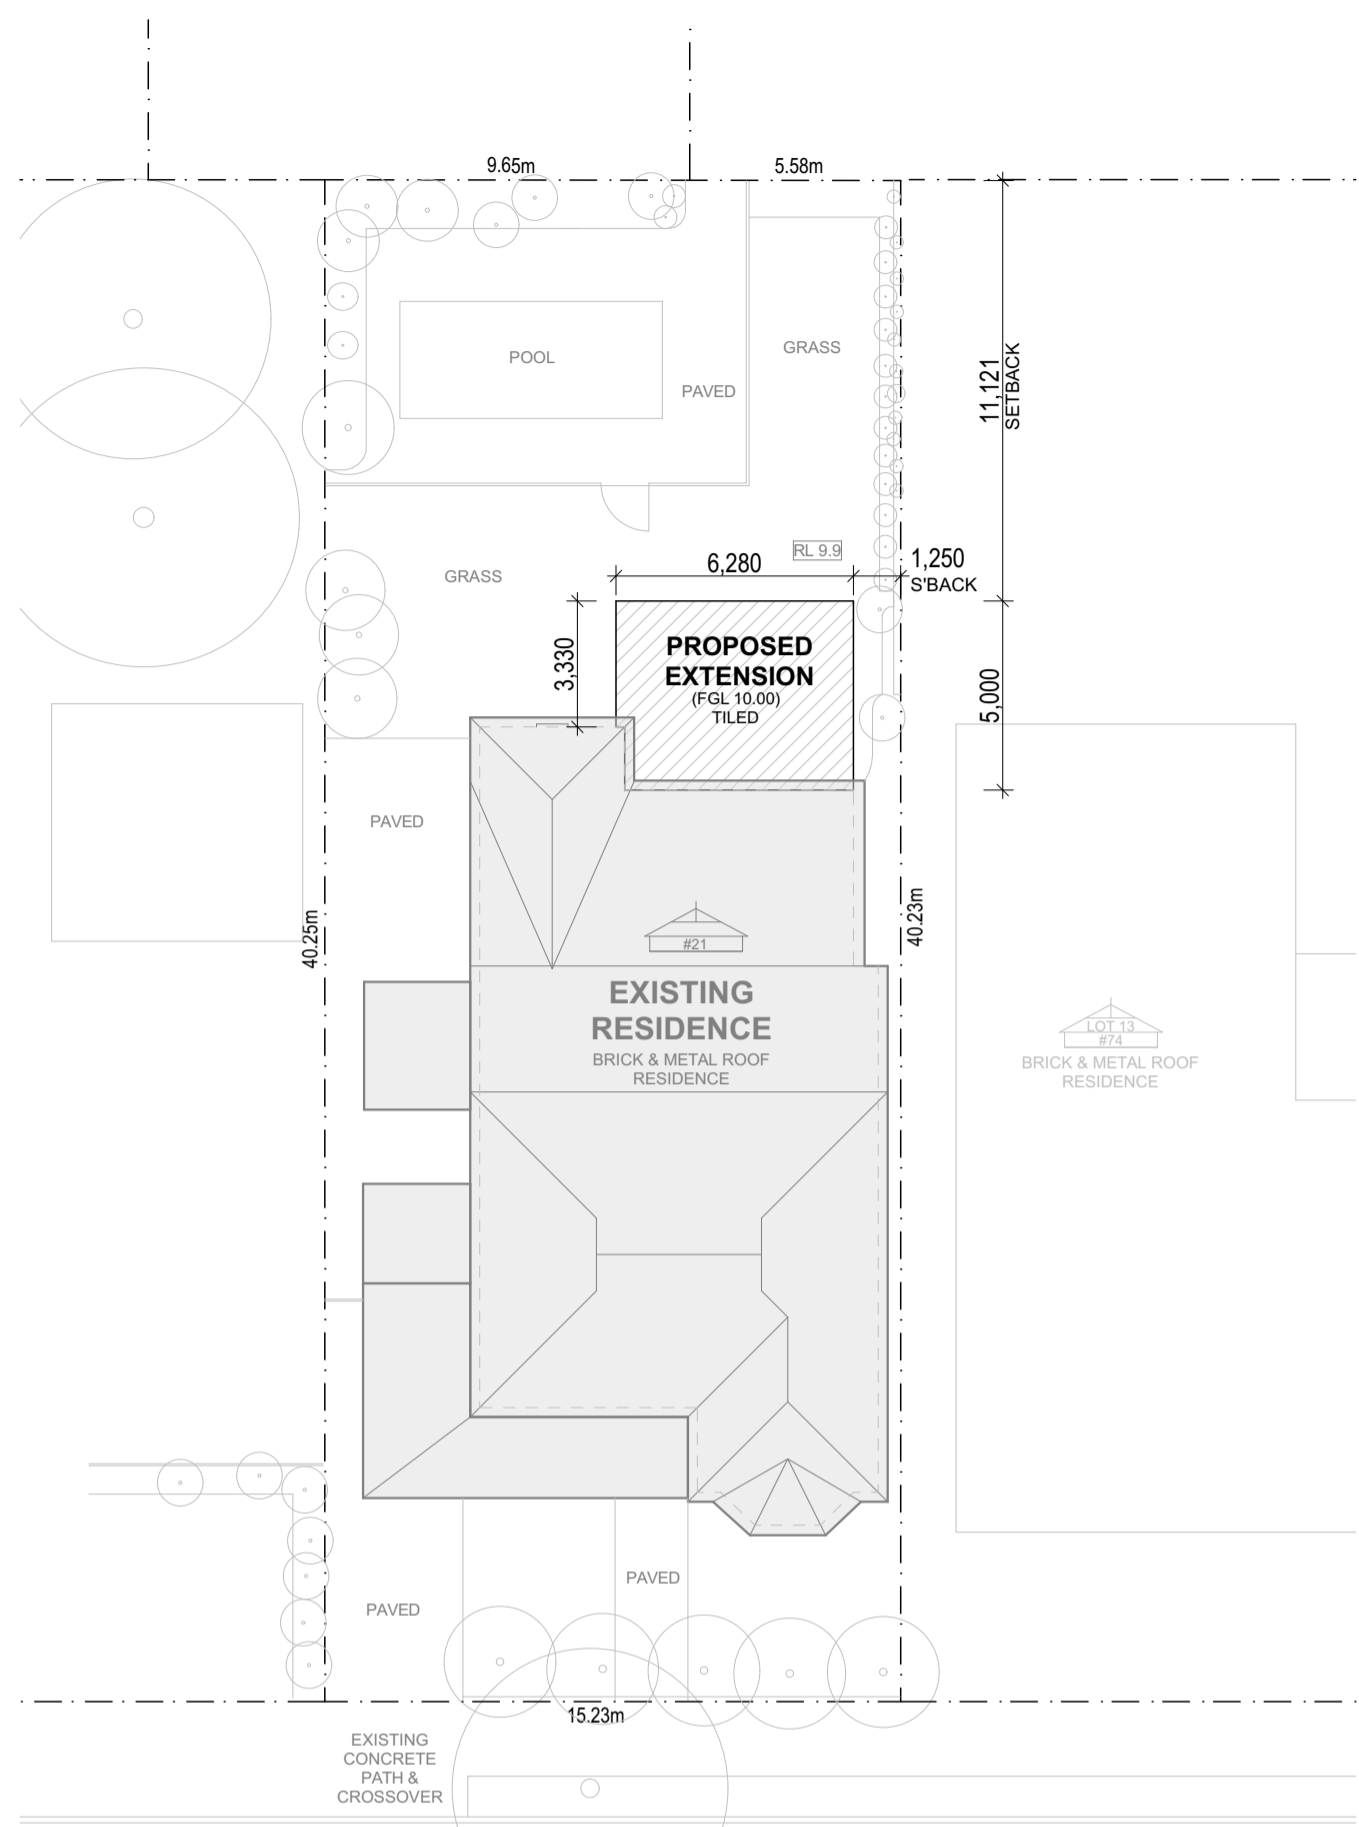 9.65m
5.58m
POOL
GRASS
PAVED
11,121
SETBACK
RL 9.9
6,280
1,250
S'BACK
GRASS
3,330
PROPOSED
EXTENSION
(FGL 10.00)
TILED
5,000
PAVED
40.25m
40.23m
#21
EXISTING
RESIDENCE
BRICK & METAL ROOF
RESIDENCE
LOT 13
#74
BRICK & METAL ROOF
RESIDENCE
PAVED
PAVED
15.23m
EXISTING
CONCRETE
PATH &
CROSSOVER